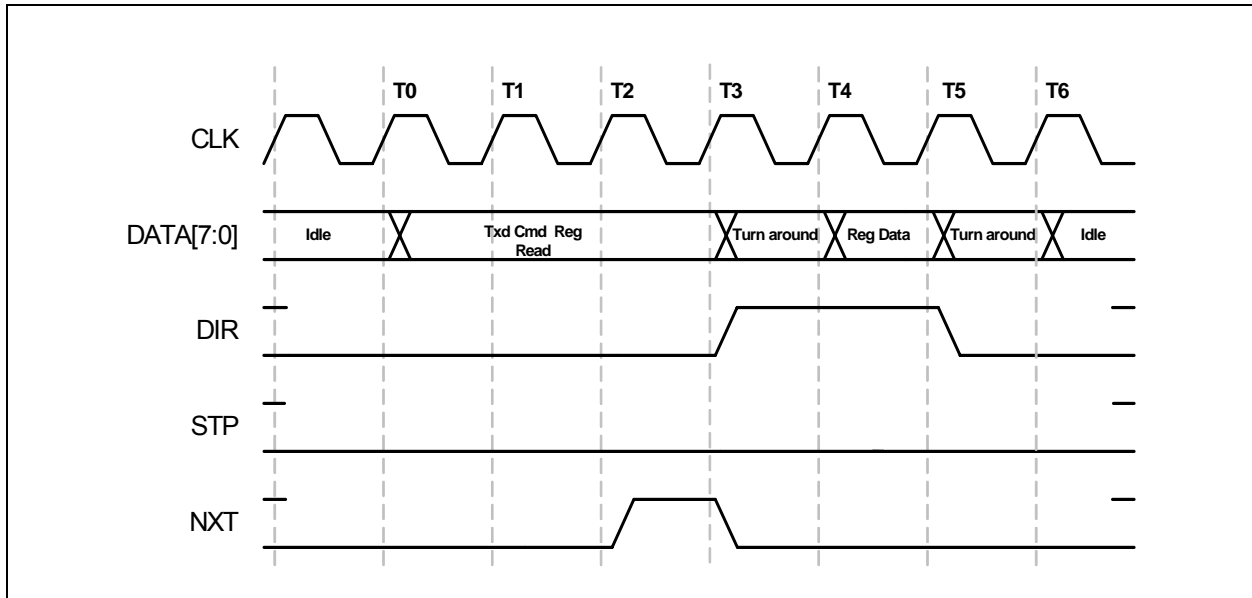 T0 T1 T2 T3 T4 T5 T6
CLK
DATA[7:0] Idle Txd Cmd Reg Turn around Reg Data Turn around Idle
Read
DIR
STP
NXT